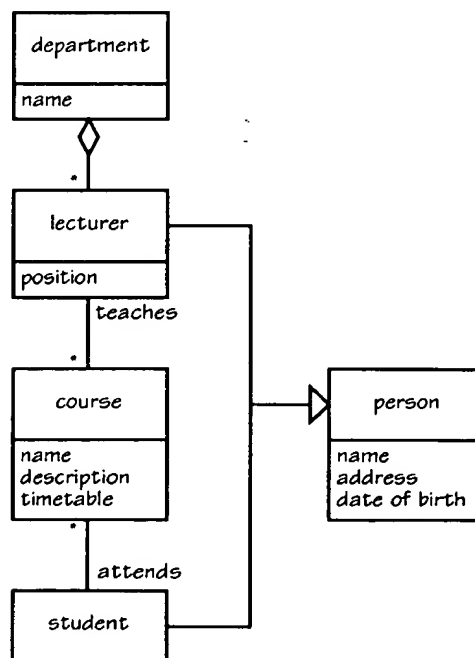 department
name
*
lecturer
position
teaches
*
course
name
description
timetable
*
attends
student
person
name
address
date of birth